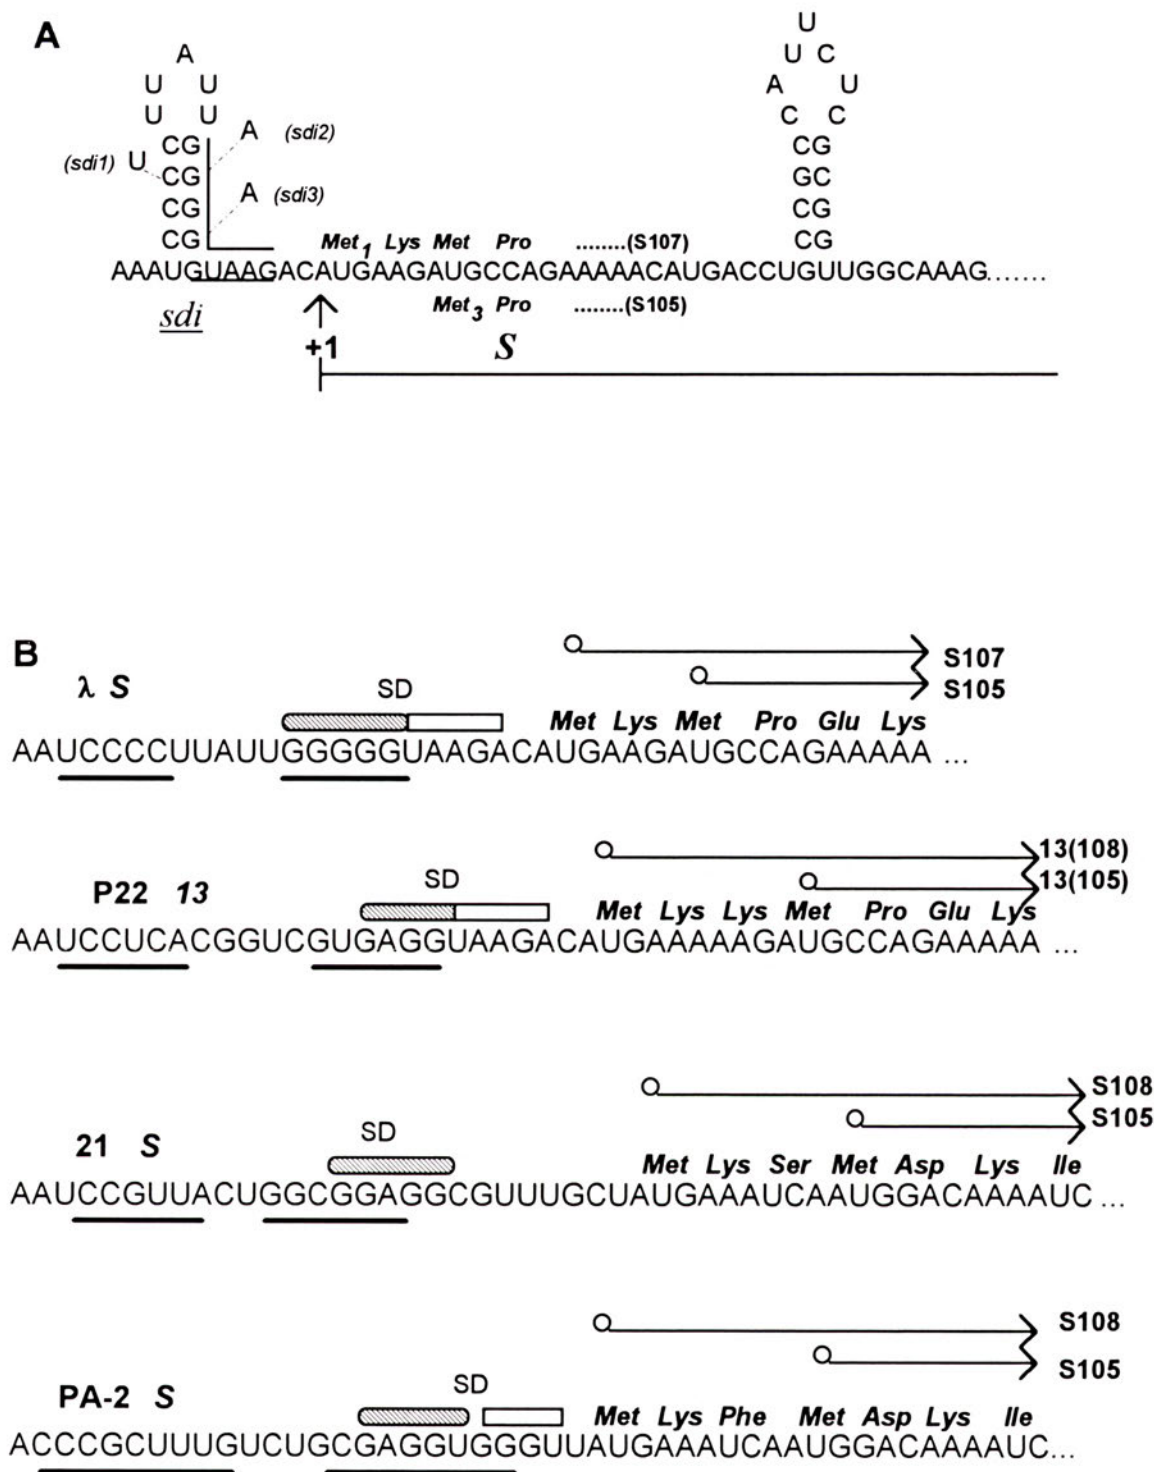 A
U
A
U C
U U
A U
U U
A (sdi2)
C C
CG
CG
(sdi1) U
CG
GC
CG
A (sdi3)
CG
CG
CG
Met1 Lys Met Pro ........(S107)
AAAUGUAAGACAUGAAGAUGCCAGAAAAACAUGACCUGUUGGCAAAG.......
sdi
Met3 Pro ........(S105)
+1
S
B
S107
λ S
SD
S105
Met Lys Met Pro Glu Lys
AAUCCCCUUAUUGGGGGUAAGACAUGAAGAUGCCAGAAAAA ...
13(108)
P22 13
SD
13(105)
Met Lys Lys Met Pro Glu Lys
AAUCCUCACGGUCGUGAGGUAAGACAUGAAAAAGAUGCCAGAAAAA ...
S108
21 S
SD
S105
Met Lys Ser Met Asp Lys Ile
AAUCCGUUACUGGCGGAGGCGUUUGCUAUGAAAUCAAUGGACAAAAUC ...
S108
PA-2 S
SD
S105
Met Lys Phe Met Asp Lys Ile
ACCCGCUUUGUCUGCGAGGUGGGUUAUGAAAUCAAUGGACAAAAUC...